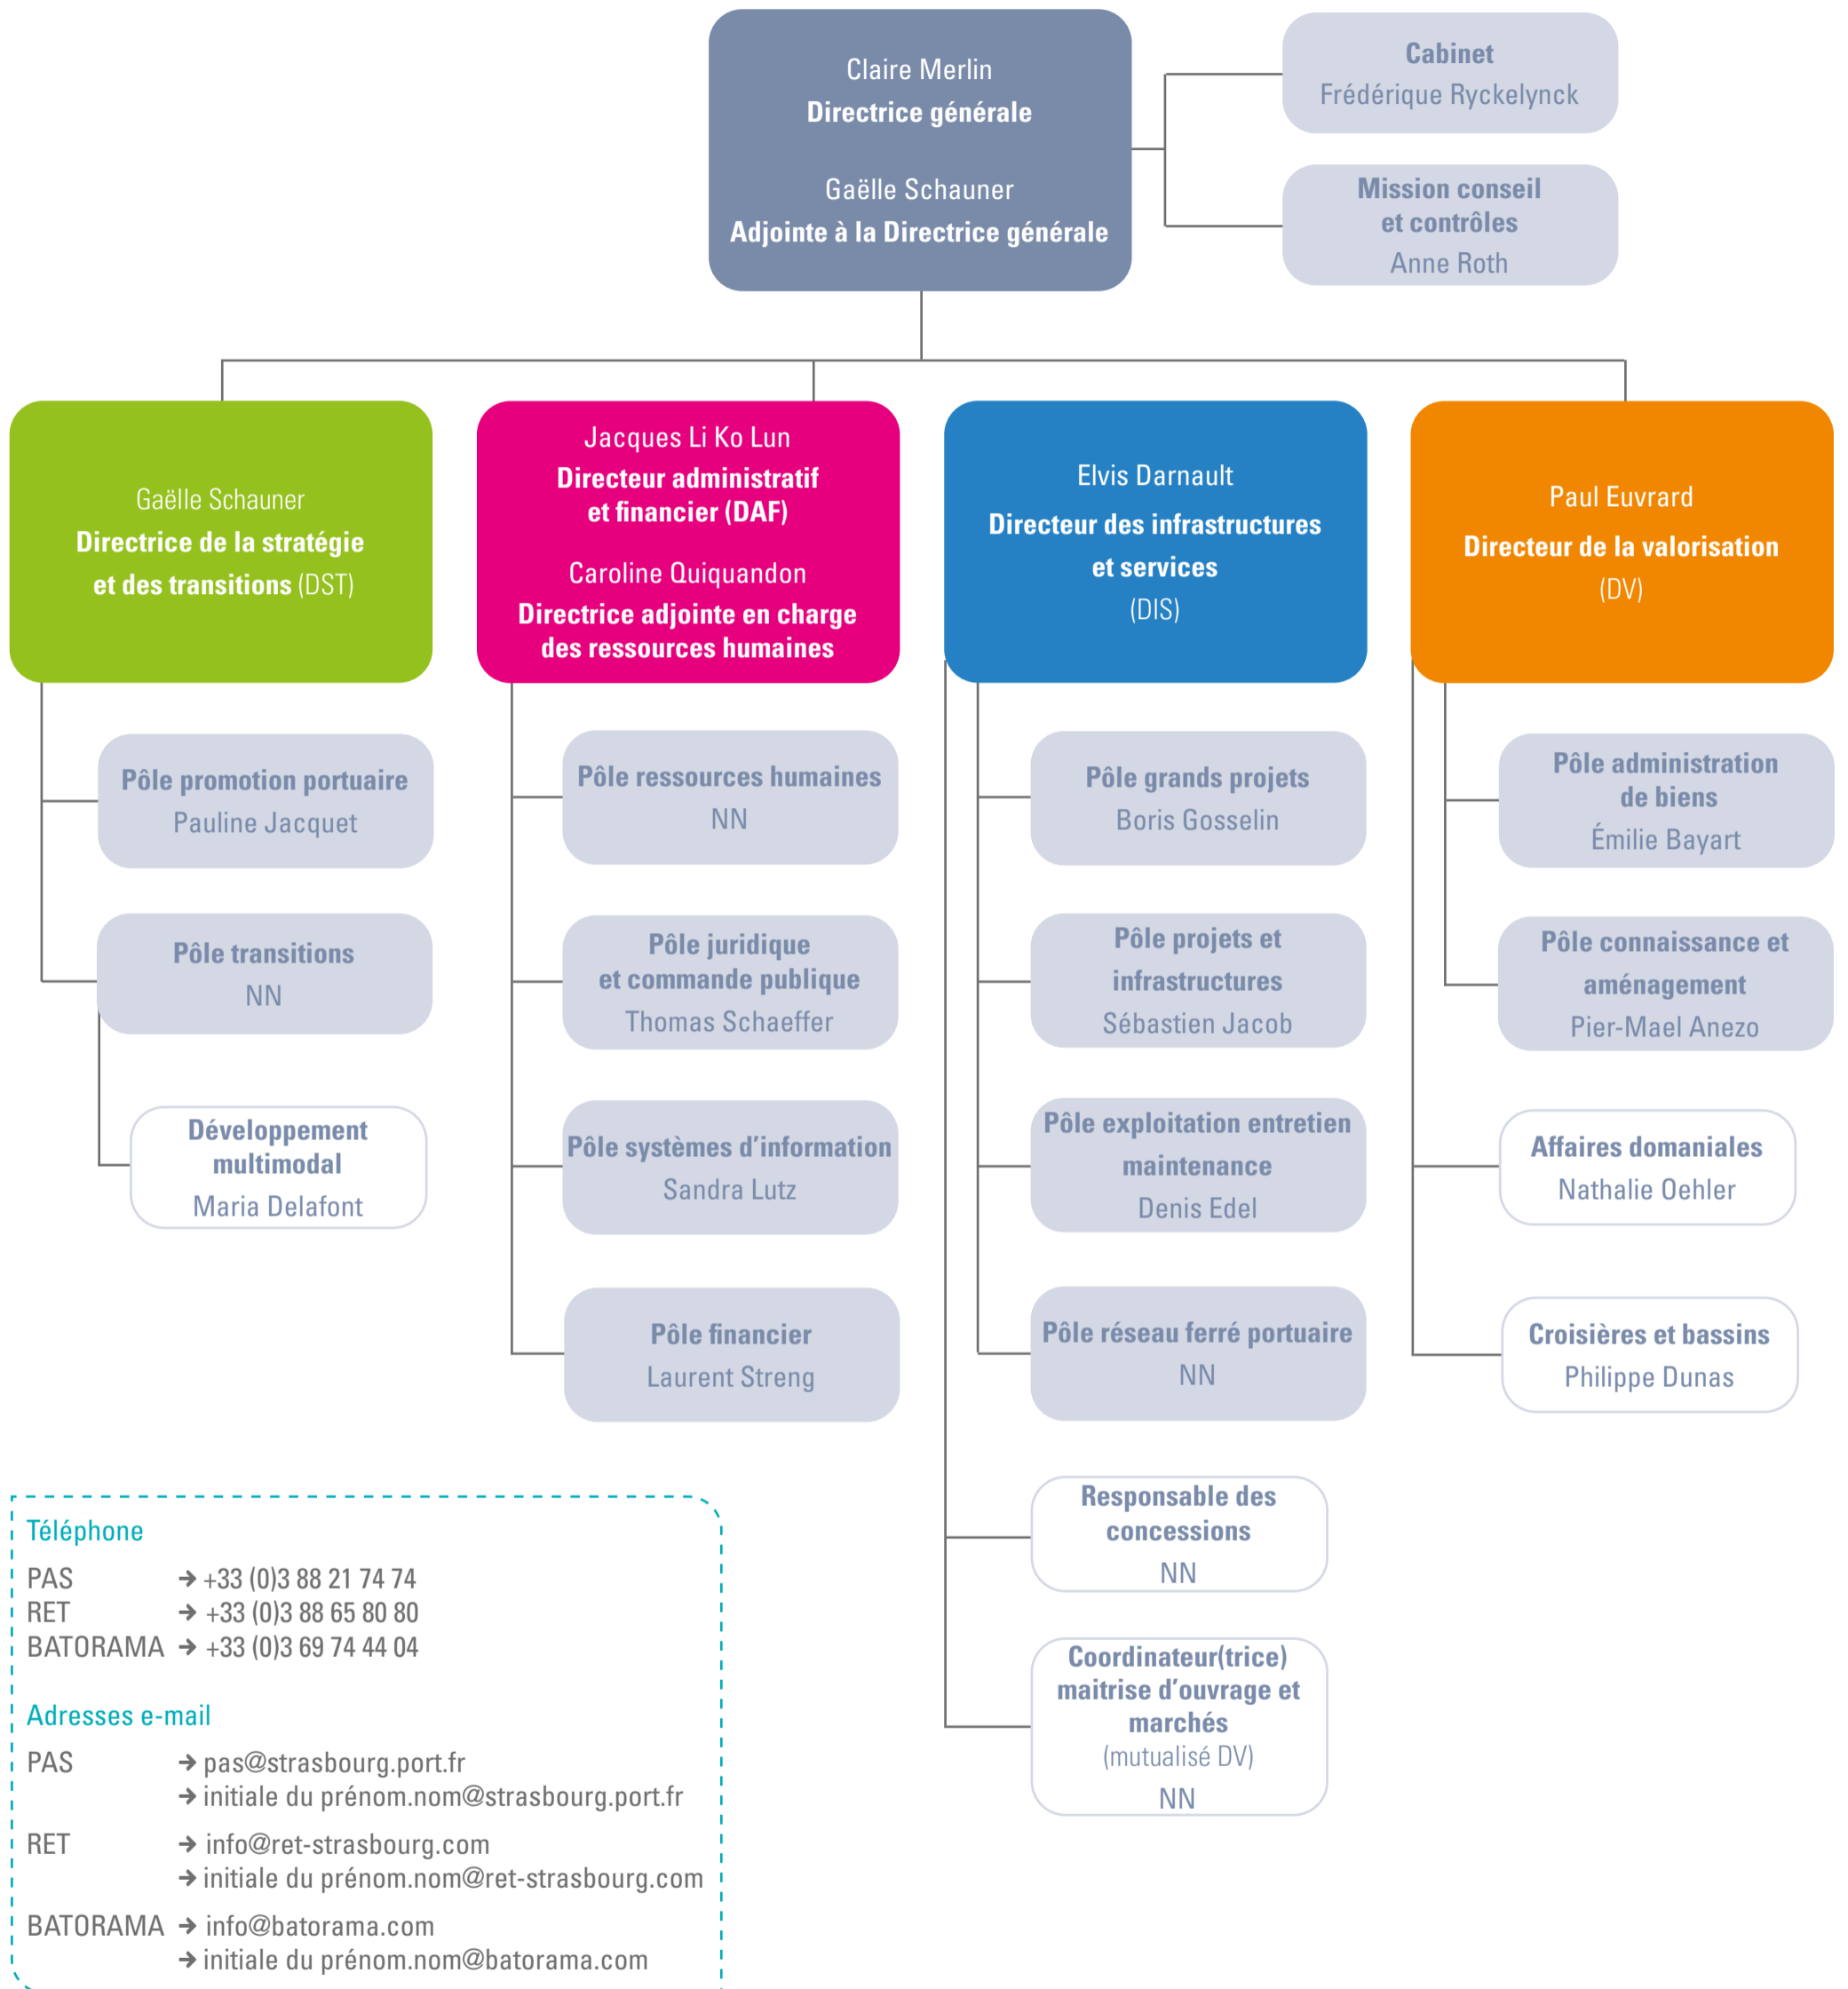 Claire Merlin
Directrice générale
Gaëlle Schauner
Adjointe à la Directrice générale
Cabinet
Frédérique Ryckelynck
Mission conseil
et contrôles
Anne Roth
Gaëlle Schauner
Directrice de la stratégie
et des transitions (DST)
Jacques Li Ko Lun
Directeur administratif
et financier (DAF)
Caroline Quiquandon
Directrice adjointe en charge
des ressources humaines
Elvis Darnault
Directeur des infrastructures
et services
(DIS)
Paul Euvrard
Directeur de la valorisation
(DV)
Pôle promotion portuaire
Pauline Jacquet
Pôle transitions
NN
Développement
multimodal
Maria Delafont
Pôle ressources humaines
NN
Pôle juridique
et commande publique
Thomas Schaeffer
Pôle systèmes d’information
Sandra Lutz
Pôle financier
Laurent Streng
Pôle grands projets
Boris Gosselin
Pôle projets et
infrastructures
Sébastien Jacob
Pôle exploitation entretien
maintenance
Denis Edel
Pôle réseau ferré portuaire
NN
Responsable des
concessions
NN
Coordinateur(trice)
maitrise d’ouvrage et
marchés
(mutualisé DV)
NN
Pôle administration
de biens
Émilie Bayart
Pôle connaissance et
aménagement
Pier-Mael Anezo
Affaires domaniales
Nathalie Oehler
Croisières et bassins
Philippe Dunas
Téléphone
PAS → +33 (0)3 88 21 74 74
RET → +33 (0)3 88 65 80 80
BATORAMA → +33 (0)3 69 74 44 04
Adresses e-mail
PAS → pas@strasbourg.port.fr
→ initiale du prénom.nom@strasbourg.port.fr
RET → info@ret-strasbourg.com
→ initiale du prénom.nom@ret-strasbourg.com
BATORAMA → info@batorama.com
→ initiale du prénom.nom@batorama.com